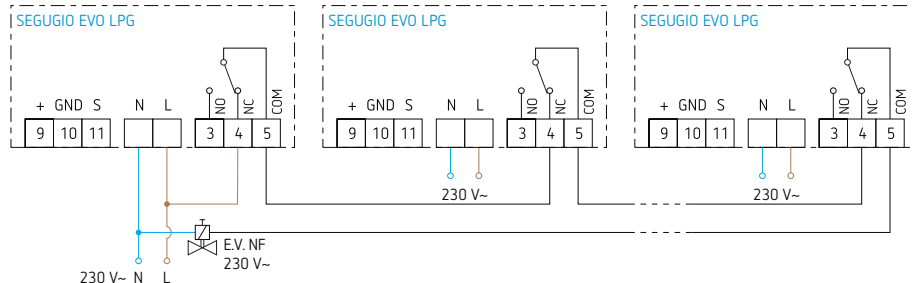 SEGUGIO EVO LPG SEGUGIO EVO LPG SEGUGIO EVO LPG
NO NC COM NO NC COM NO NC COM
+ GND S N L + GND S N L + GND S N L
9 10 11 3 4 5 9 10 11 3 4 5 9 10 11 3 4 5
230 V~ 230 V~
E.V. NF
230 V~
230 V~ N L